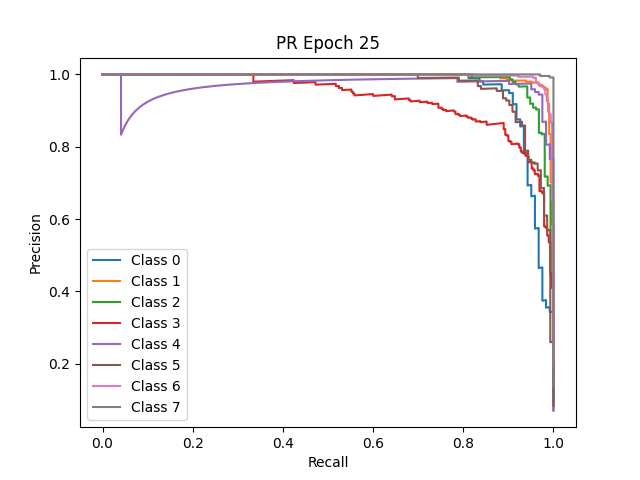 PR Epoch 25
Precision
1.0
0.8
0.6
0.4
0.2
Class 0
Class 1
Class 2
Class 3
Class 4
Class 5
Class 6
Class 7
0.0 0.2 0.4 0.6 0.8 1.0
Recall